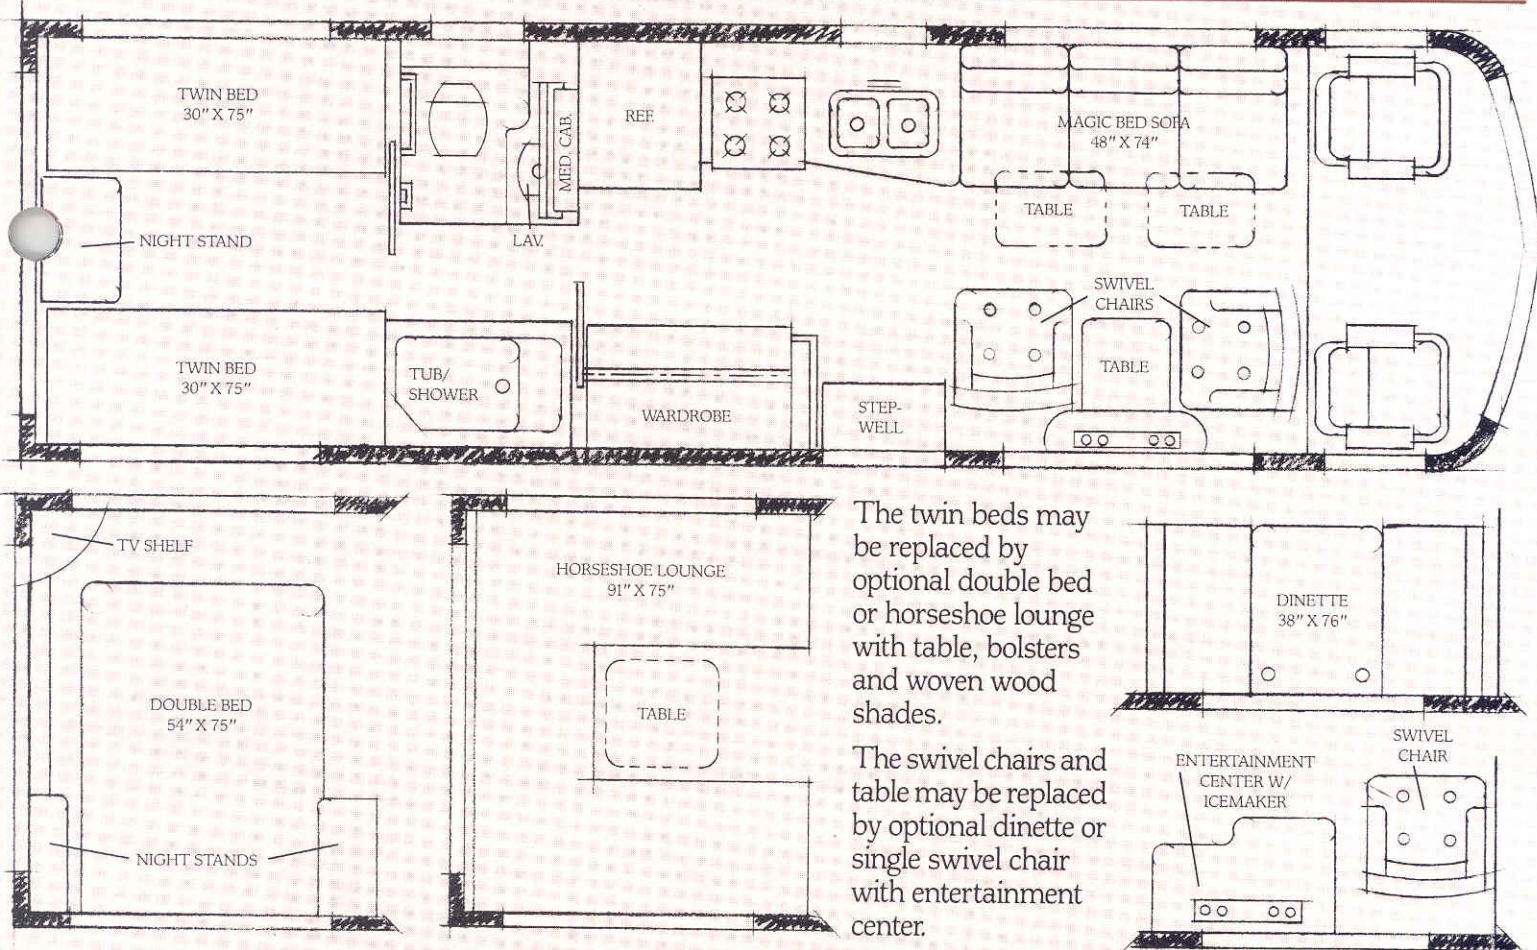 TWIN BED
30" X 75"
NIGHT STAND
TWIN BED
30" X 75"
TUB/
SHOWER
MED. CAB.
LAV.
REF.
WARDROBE
STEP-
WELL
MAGIC BED SOFA
48" X 74"
TABLE
TABLE
SWIVEL
CHAIRS
TABLE
TV SHELF
DOUBLE BED
54" X 75"
NIGHT STANDS
HORSESHOE LOUNGE
91" X 75"
TABLE
The twin beds may
be replaced by
optional double bed
or horseshoe lounge
with table, bolsters
and woven wood
shades.
The swivel chairs and
table may be replaced
by optional dinette or
single swivel chair
with entertainment
center.
DINETTE
38" X 76"
ENTERTAINMENT
CENTER W/
ICEMAKER
SWIVEL
CHAIR